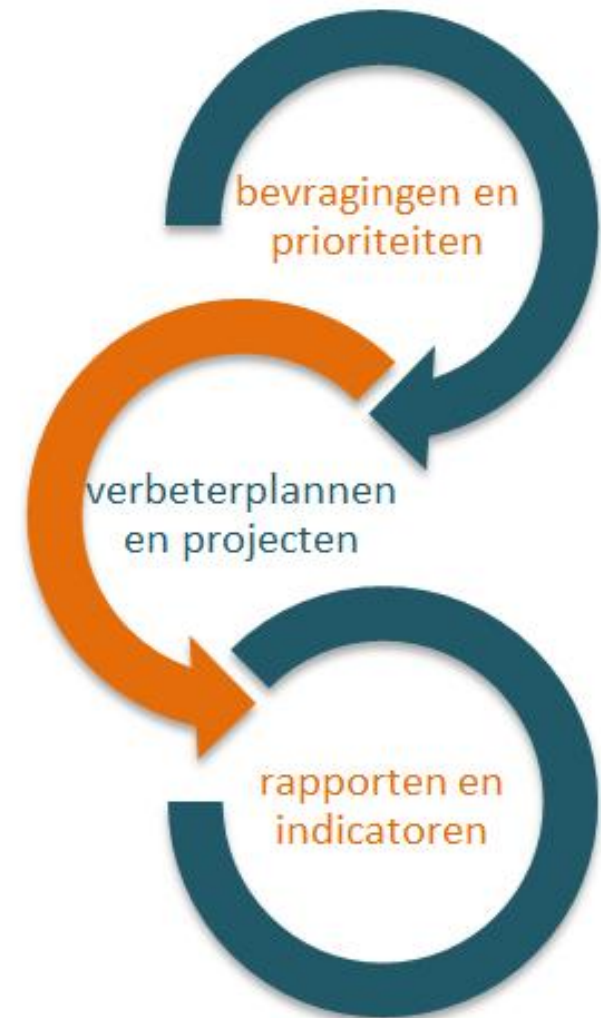 bevragingen en
prioriteiten
verbeterplannen
en projecten
rapporten en
indicatoren